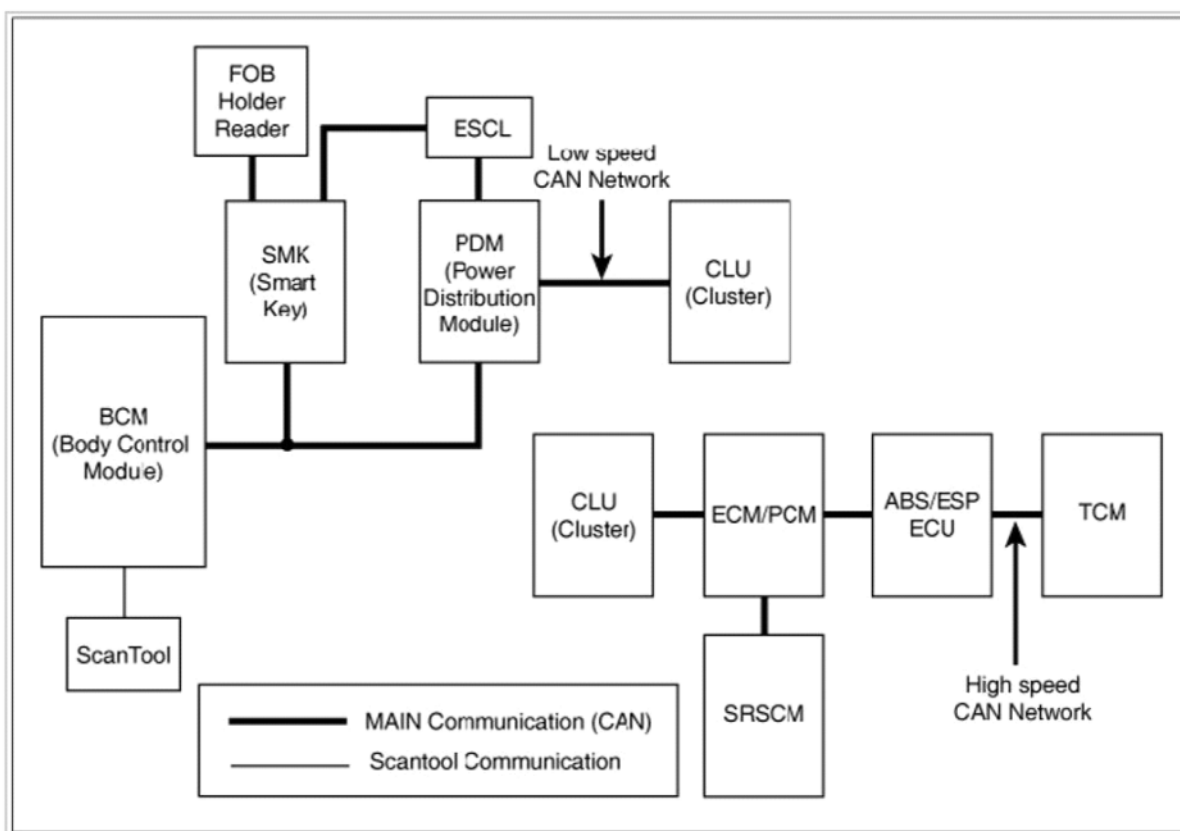 FOB
Holder
Reader
ESCL
Low speed
CAN Network
SMK
(Smart
Key)
PDM
(Power
Distribution
Module)
CLU
(Cluster)
BCM
(Body Control
Module)
CLU
(Cluster)
ECM/PCM
ABS/ESP
ECU
TCM
ScanTool
SRSCM
High speed
CAN Network
MAIN Communication (CAN)
Scantool Communication